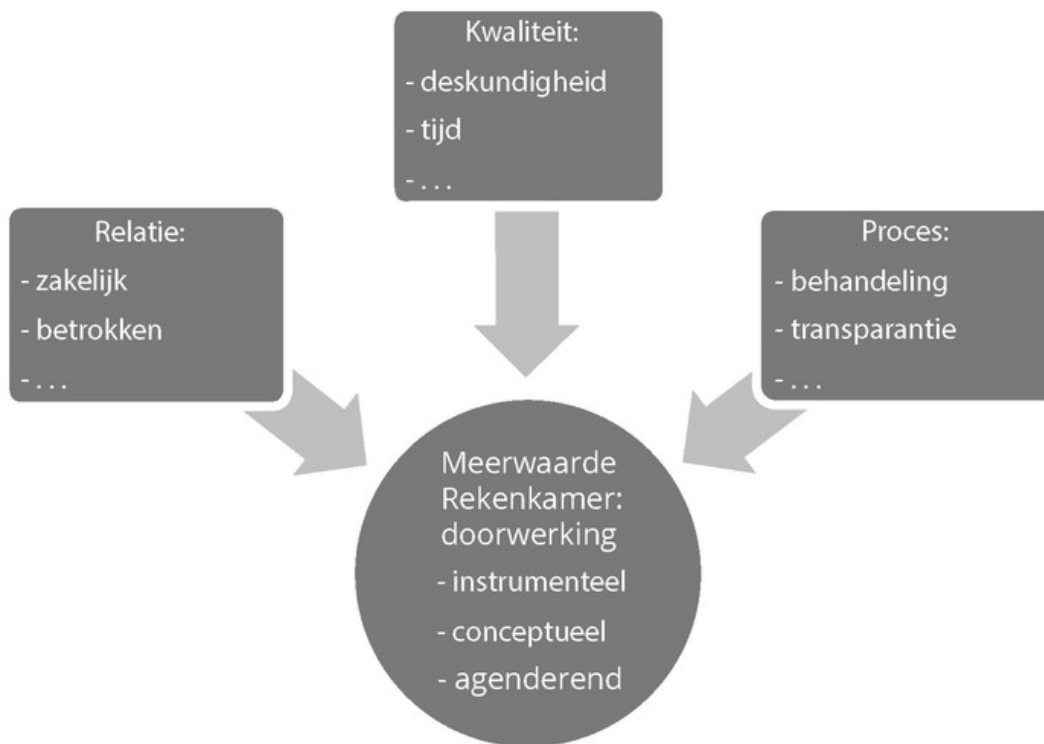 Kwaliteit:
- deskundigheid
- tijd
- . . .
Relatie:
- zakelijk
- betrokken
- . . .
Proces:
- behandeling
- transparantie
- . . .
Meerwaarde
Rekenkamer:
doorwerking
- instrumenteel
- conceptueel
- agenderend